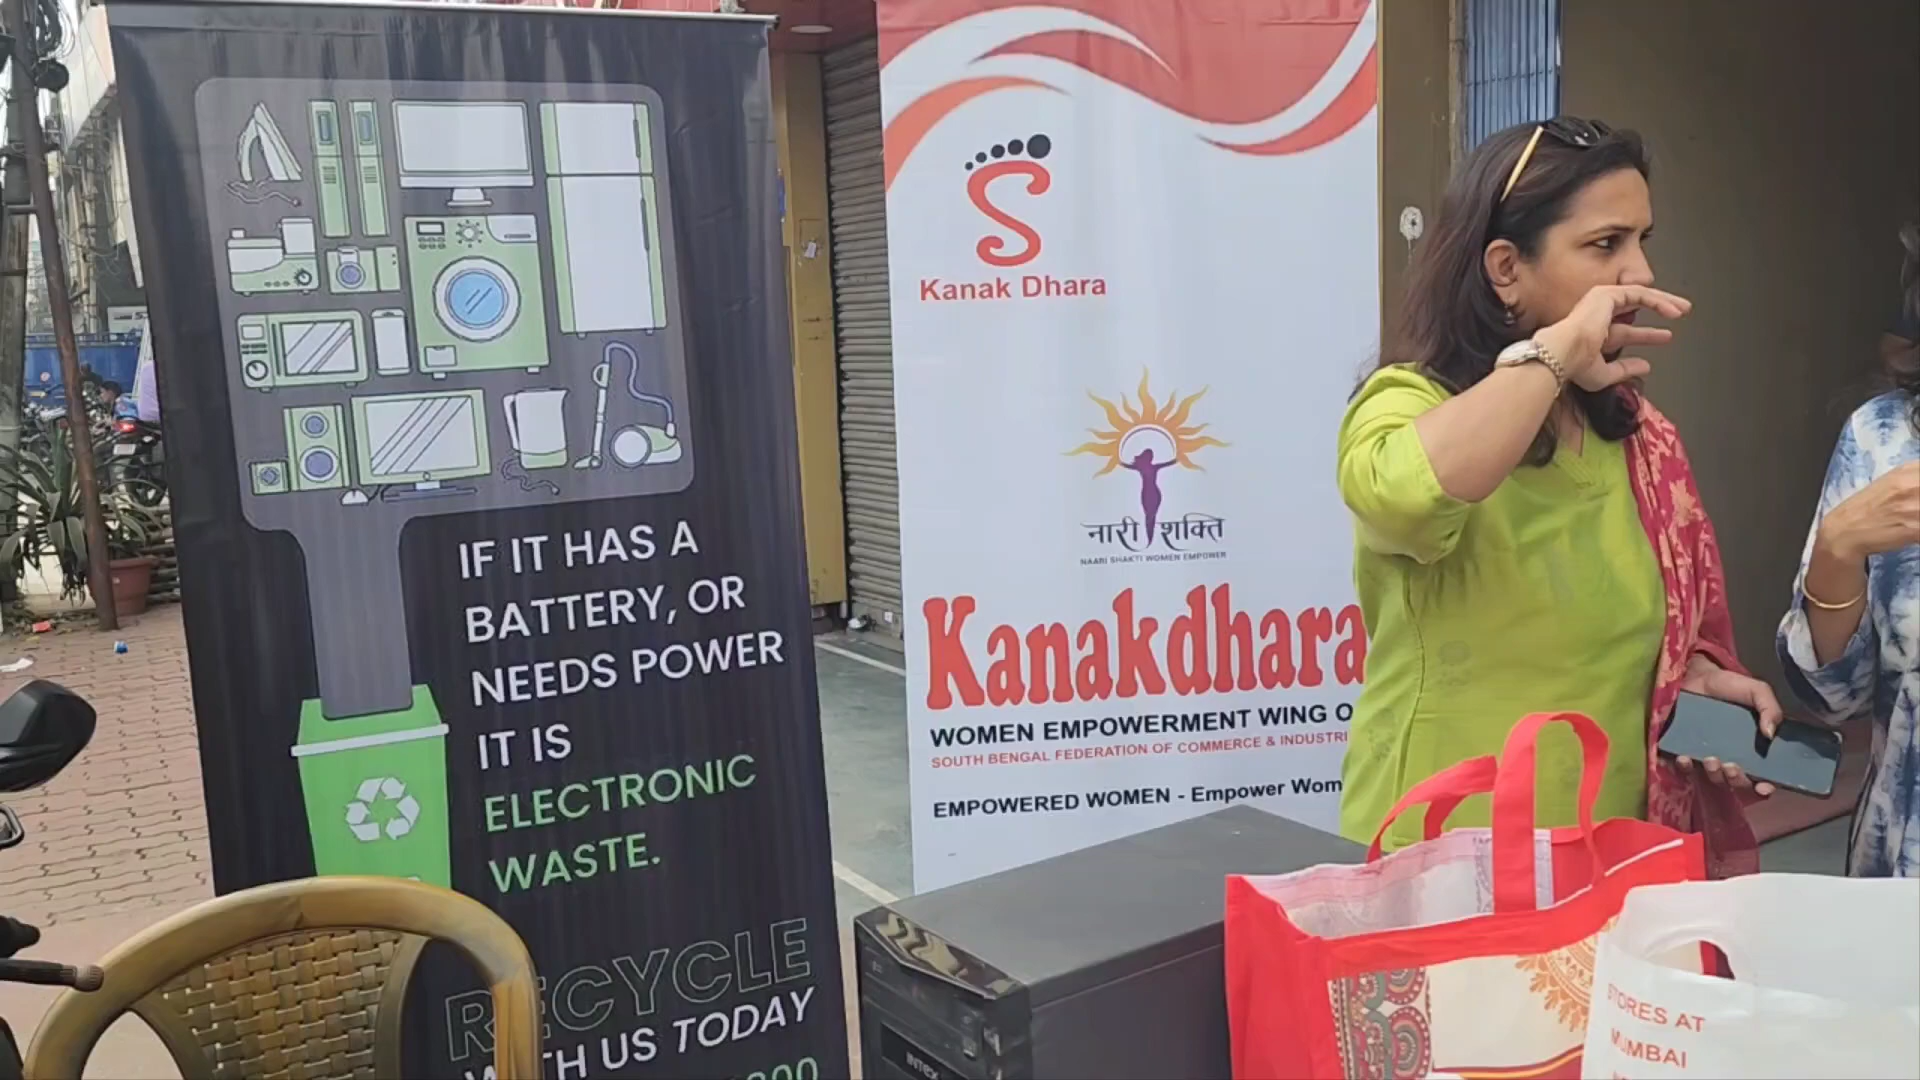 IF IT HAS A
BATTERY, OR
NEEDS POWER
IT IS
ELECTRONIC
WASTE.
RECYCLE
WITH US TODAY
Kanak Dhara
नारी शक्ति
NAARI SHAKTI WOMEN EMPOWER
Kanakdhara
WOMEN EMPOWERMENT WING O
SOUTH BENGAL FEDERATION OF COMMERCE & INDUSTRI
EMPOWERED WOMEN - Empower Wom
INTEX
STORES AT
MUMBAI